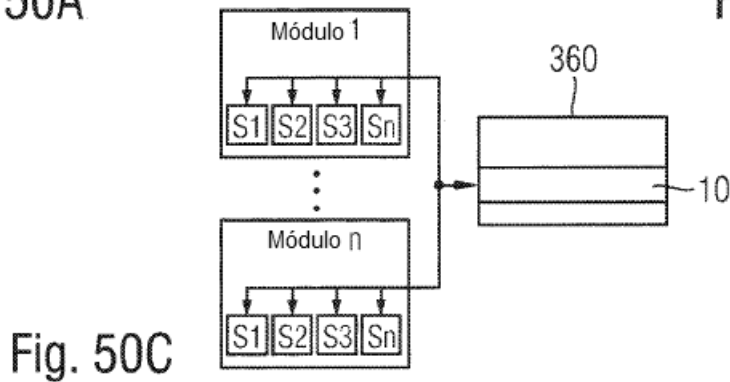 50A
Módulo 1
360
S1 S2 S3 Sn
10
Módulo n
S1 S2 S3 Sn
Fig. 50C